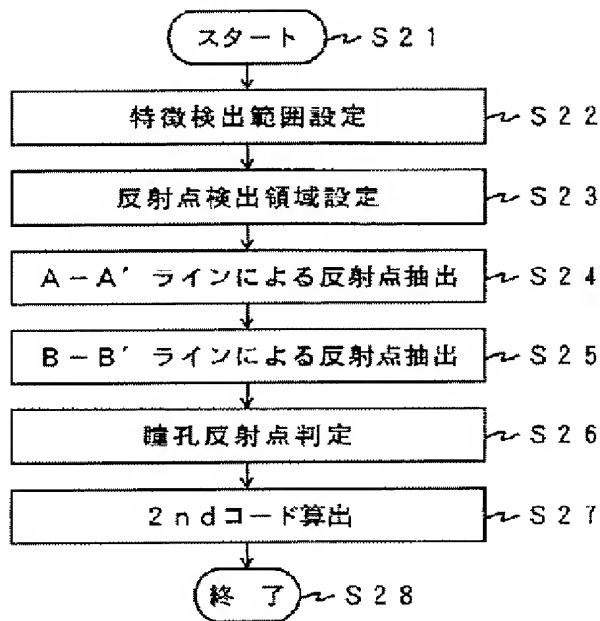 スタート S21
特徴検出範囲設定 S22
反射点検出領域設定 S23
A－A′ラインによる反射点抽出 S24
B－B′ラインによる反射点抽出 S25
瞳孔反射点判定 S26
2ndコード算出 S27
終了 S28